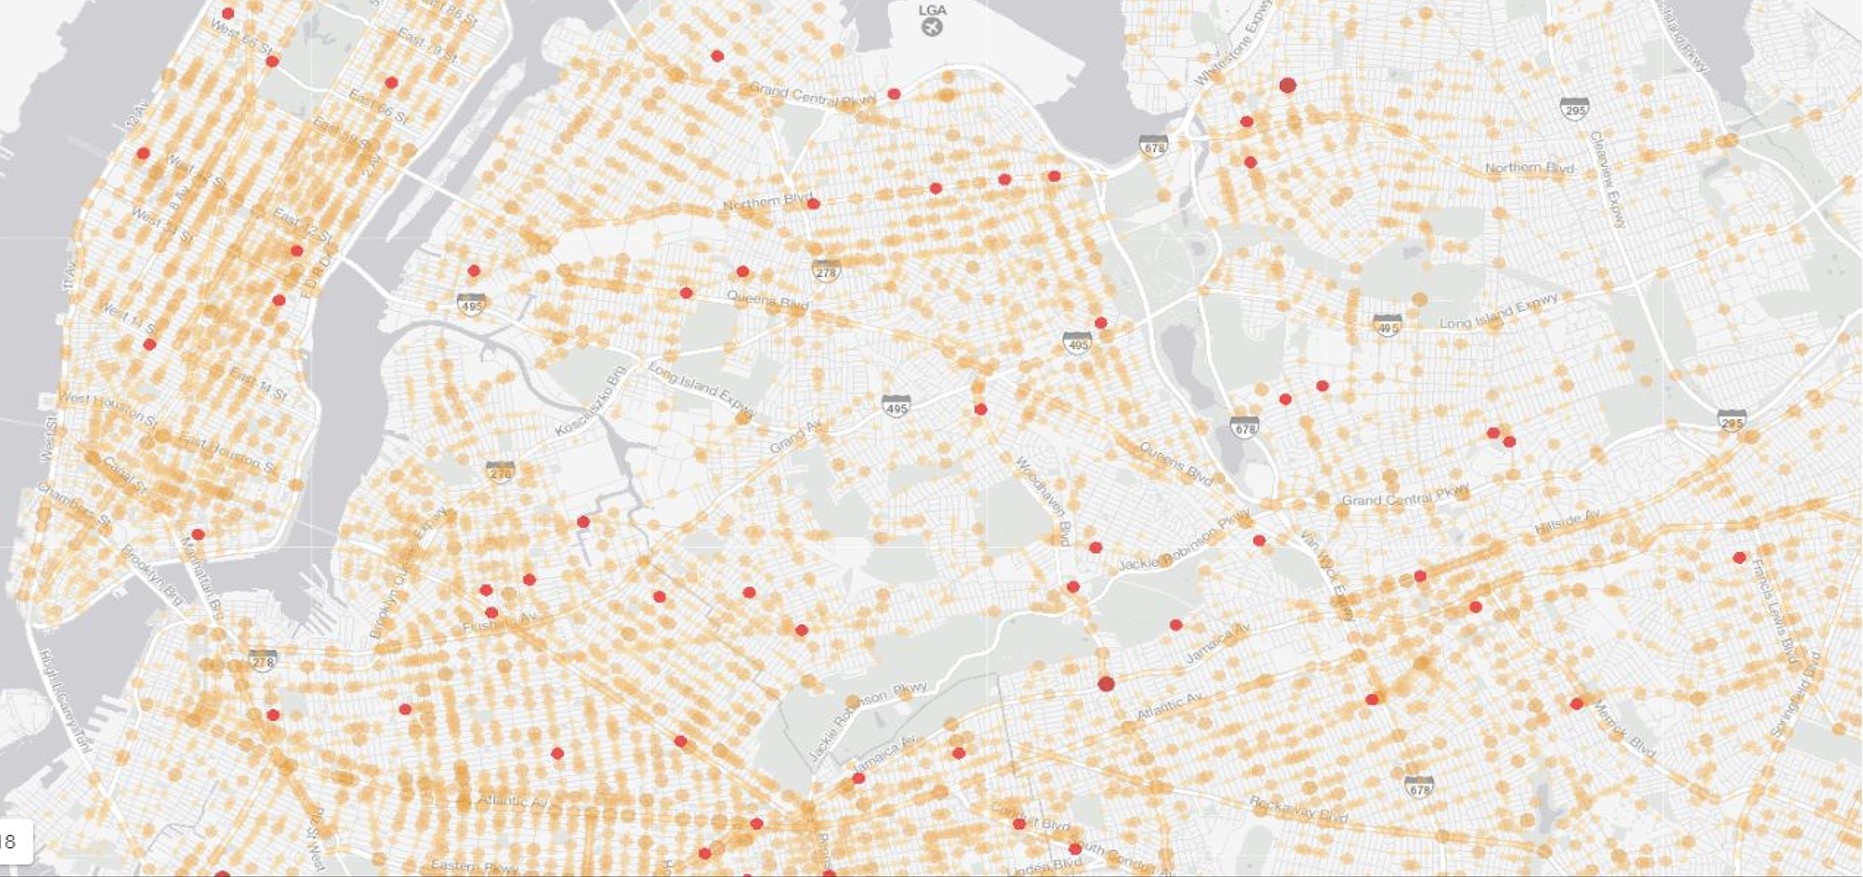 LGA
East 86 St
West 66 St
East 79 St
Whitestone Expwy
Island Pkwy
Grand Central Pkwy
East 66 St
12 Av
295
East 59 St
678
Clearview Expwy
2 Av
Northern Blvd
8 Av
Northern Blvd
West 34 St
East 42 St
F D R Dr
278
11 Av
495
Queens Blvd
West 14 St
495
Long Island Expwy
495
East 14 St
Long Island Expwy
Kosciuszko Brg
West Houston St
495
295
678
West St
East Houston St
Grand Av
Queens Blvd
Canal St
278
Woodhaven Blvd
Chambers St
Grand Central Pkwy
Hillside Av
Brooklyn Queens Expwy
Jackie Robinson Pkwy
Van Wyck Expwy
Brooklyn Brg
Manhattan Brg
Francis Lewis Blvd
Flushing Av
Jamaica Av
278
Hugh L Carey Tunl
Springfield Blvd
Jackie Robinson Pkwy
Atlantic Av
Merrick Blvd
Jamaica Av
678
Atlantic Av
Rockaway Blvd
Conduit Blvd
18
South Conduit Av
Eastern Pkwy
Linden Blvd